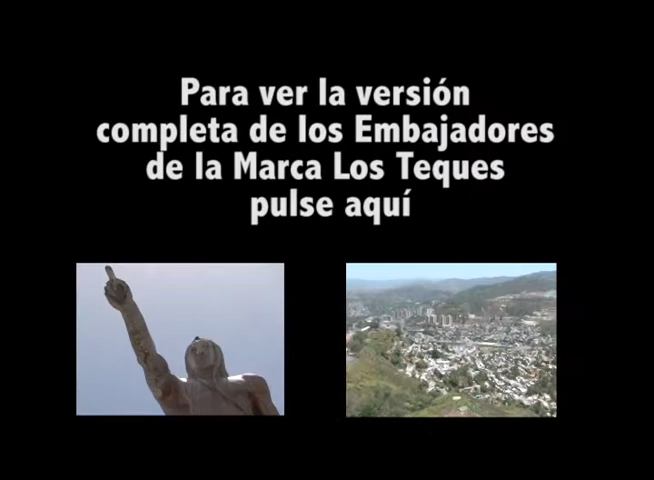 Para ver la versión
completa de los Embajadores
de la Marca Los Teques
pulse aquí